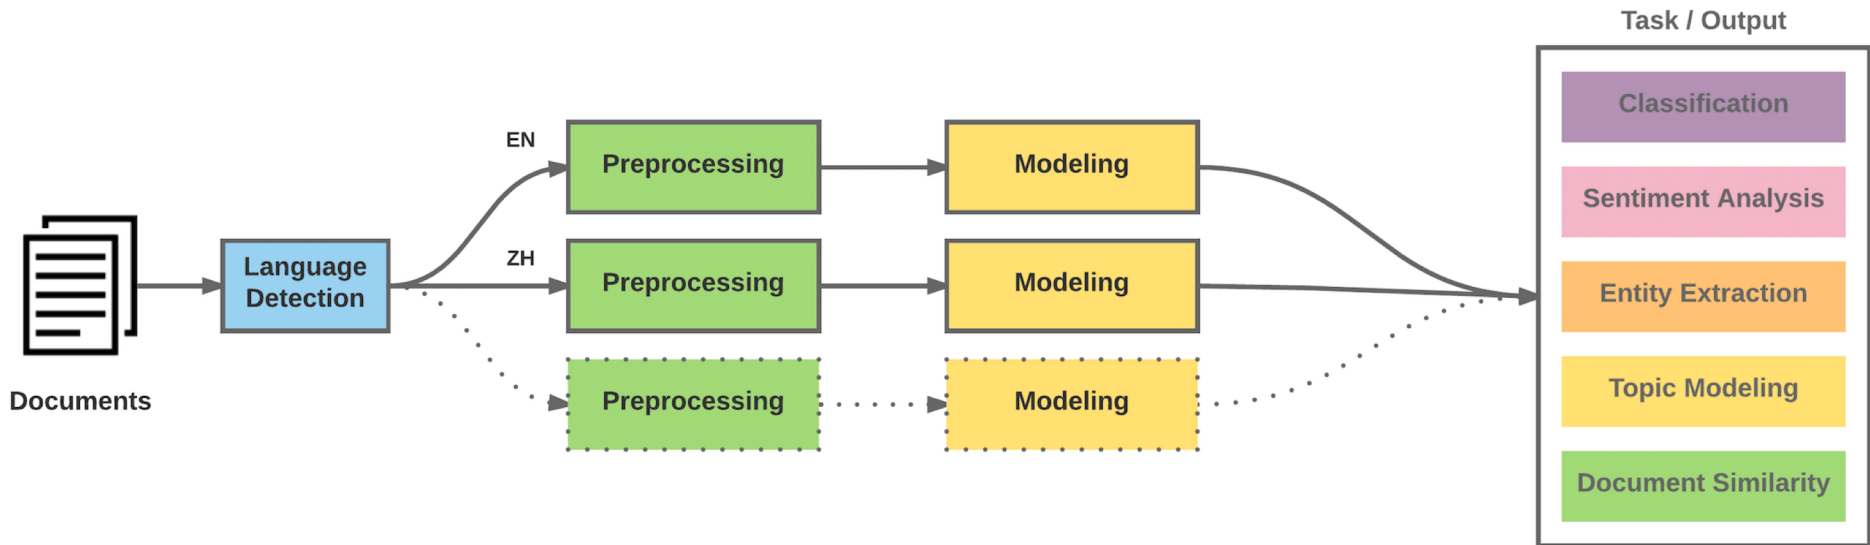 Task / Output
Classification
EN
Preprocessing
Modeling
Sentiment Analysis
Language
Detection
ZH
Preprocessing
Modeling
Entity Extraction
Documents
Preprocessing
Modeling
Topic Modeling
Document Similarity